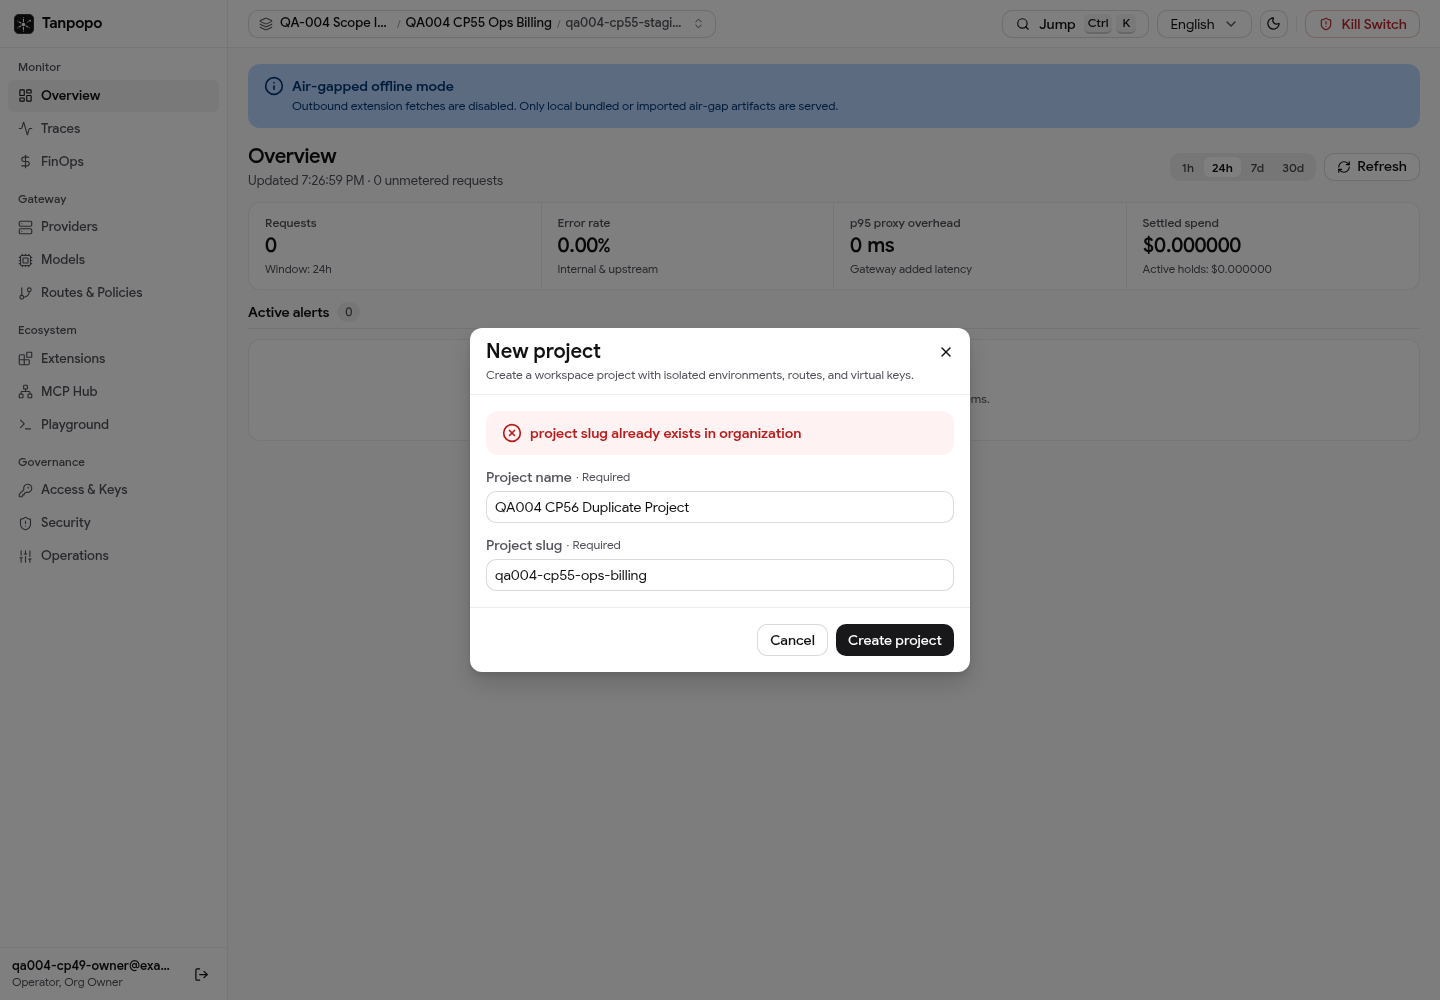 Tanpopo
QA-004 Scope I... / QA004 CP55 Ops Billing / qa004-cp55-stagi...
Jump Ctrl K
English
Kill Switch
Monitor
Overview
Traces
FinOps
Gateway
Providers
Models
Routes & Policies
Ecosystem
Extensions
MCP Hub
Playground
Governance
Access & Keys
Security
Operations
qa004-cp49-owner@exa...
Operator, Org Owner
Air-gapped offline mode
Outbound extension fetches are disabled. Only local bundled or imported air-gap artifacts are served.
Overview
Updated 7:26:59 PM · 0 unmetered requests
1h 24h 7d 30d
Refresh
Requests
0
Window: 24h
Error rate
0.00%
Internal & upstream
p95 proxy overhead
0 ms
Gateway added latency
Settled spend
$0.000000
Active holds: $0.000000
Active alerts 0
ms.
New project
Create a workspace project with isolated environments, routes, and virtual keys.
project slug already exists in organization
Project name · Required
QA004 CP56 Duplicate Project
Project slug · Required
qa004-cp55-ops-billing
Cancel
Create project